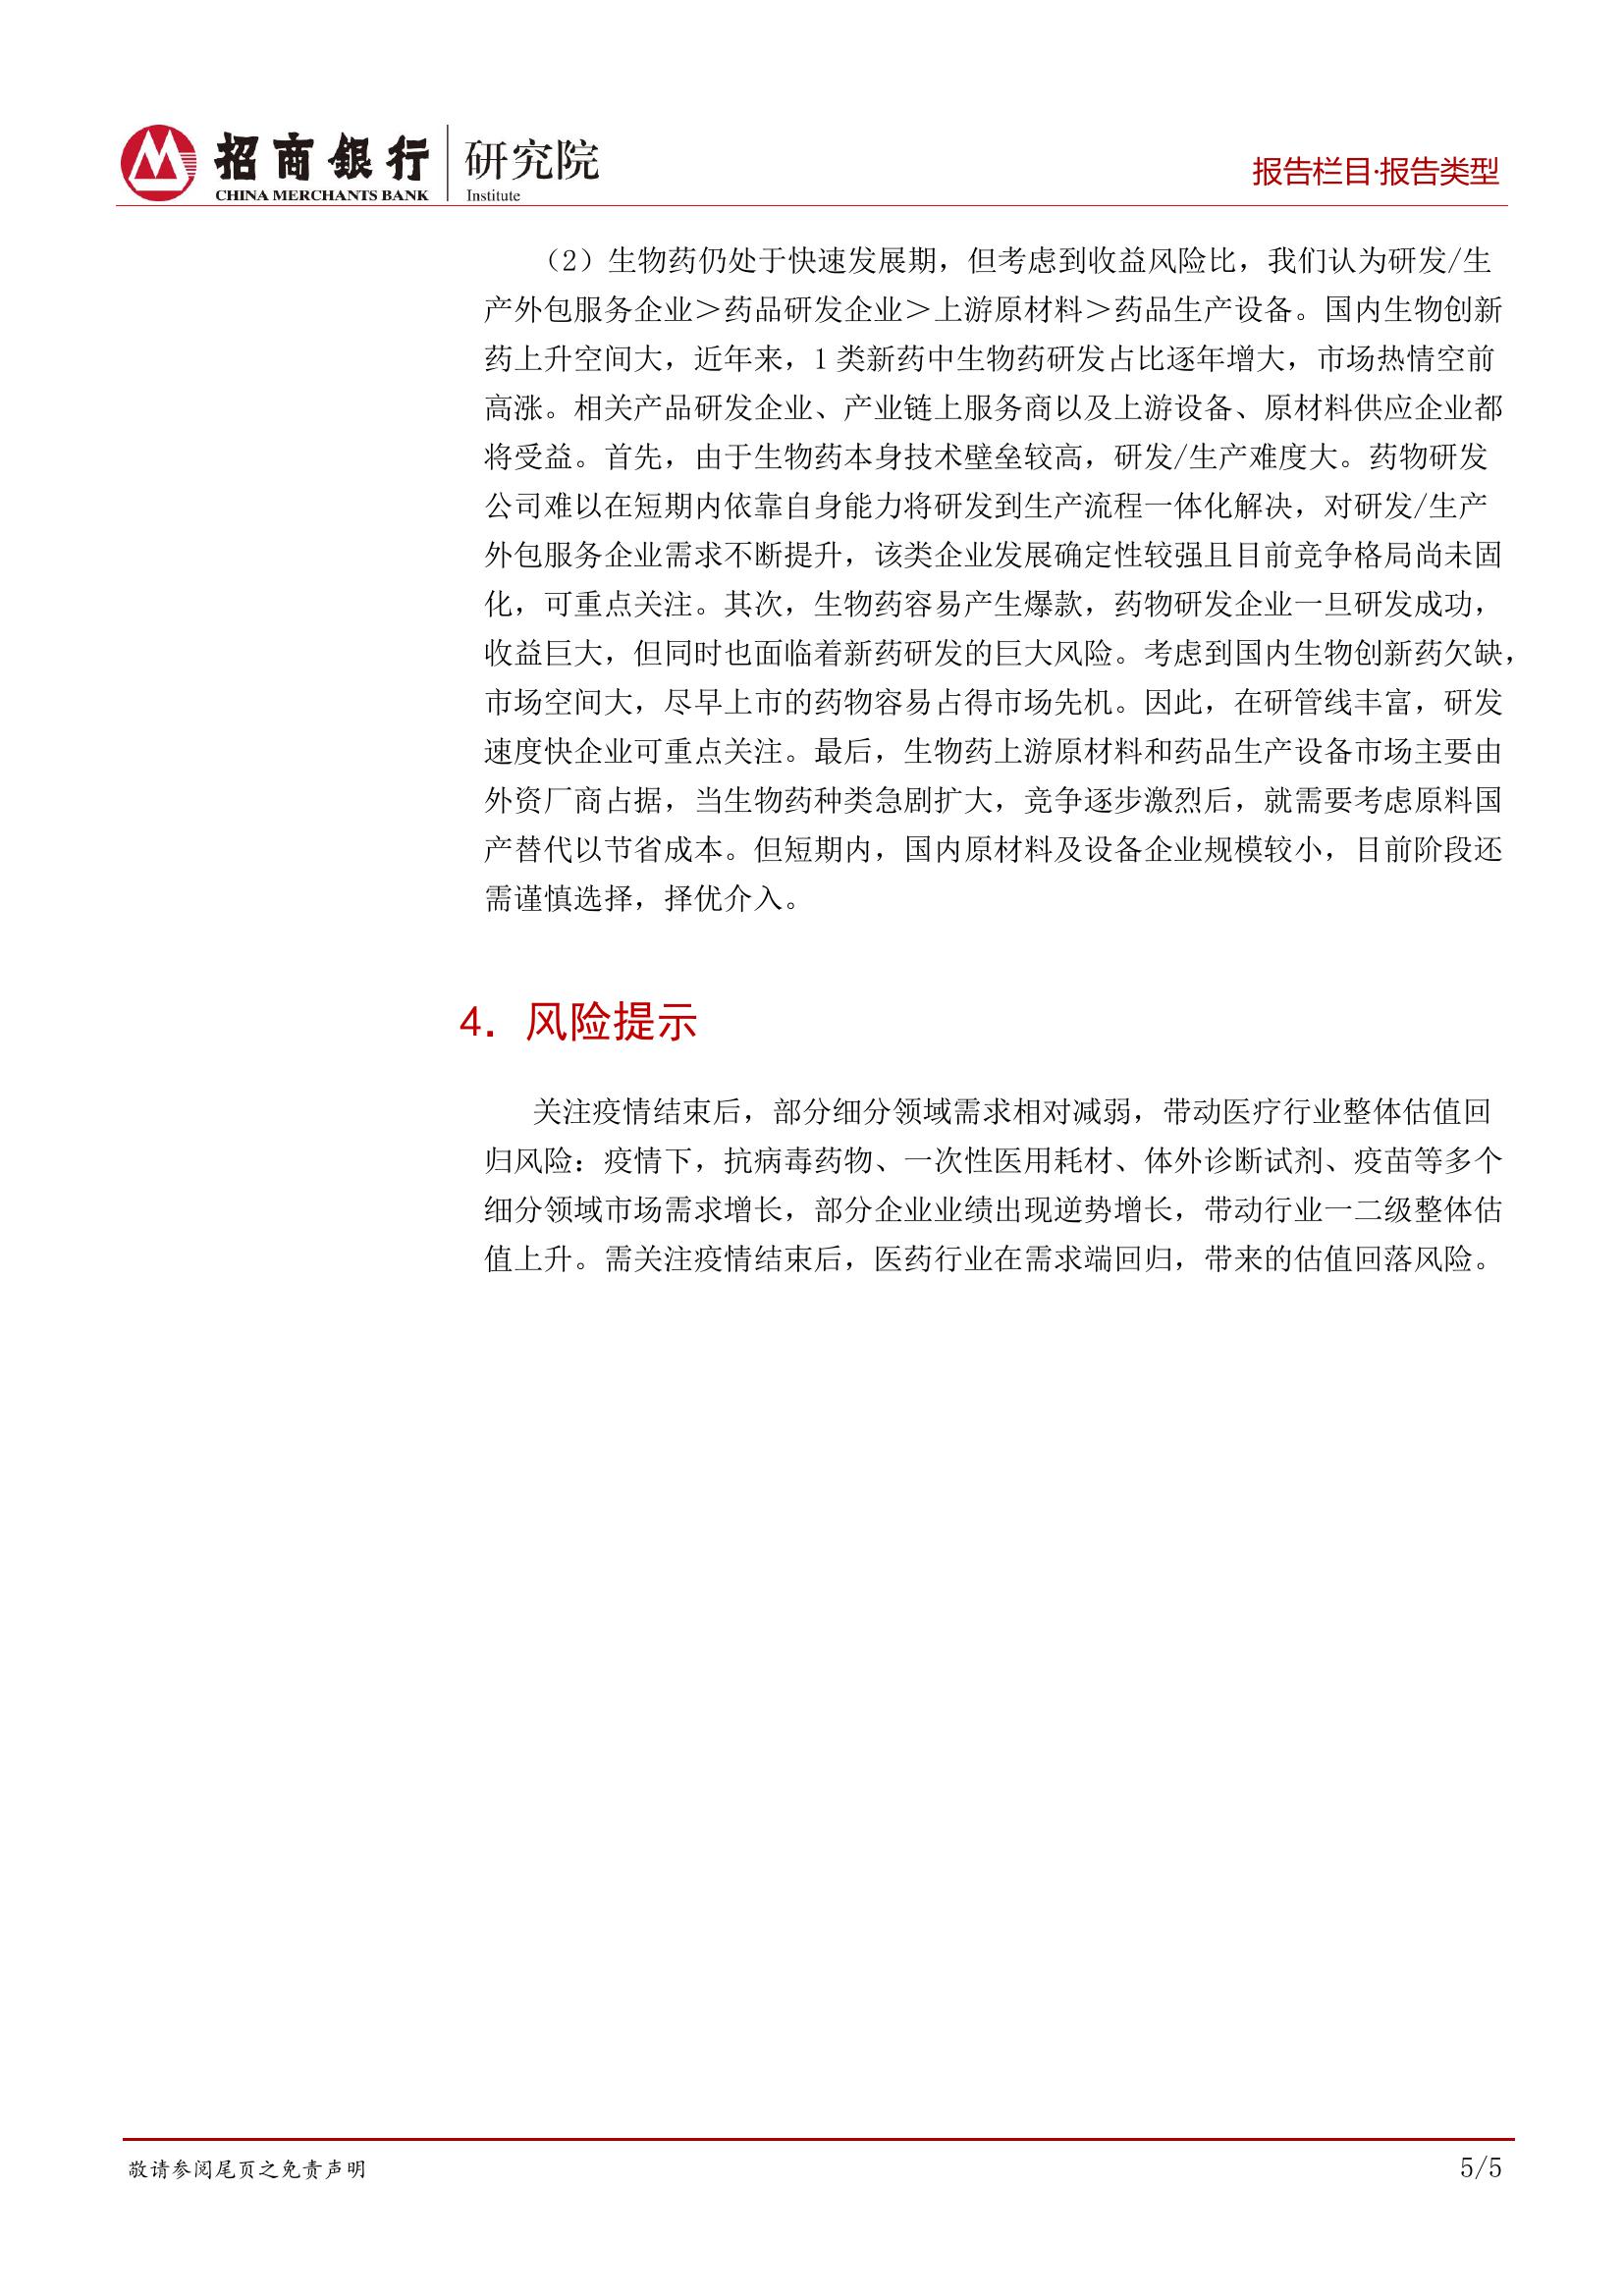 招商銀行 研究院
CHINA MERCHANTS BANK Institute
报告栏目·报告类型
（2）生物药仍处于快速发展期，但考虑到收益风险比，我们认为研发/生
产外包服务企业＞药品研发企业＞上游原材料＞药品生产设备。国内生物创新
药上升空间大，近年来，1 类新药中生物药研发占比逐年增大，市场热情空前
高涨。相关产品研发企业、产业链上服务商以及上游设备、原材料供应企业都
将受益。首先，由于生物药本身技术壁垒较高，研发/生产难度大。药物研发
公司难以在短期内依靠自身能力将研发到生产流程一体化解决，对研发/生产
外包服务企业需求不断提升，该类企业发展确定性较强且目前竞争格局尚未固
化，可重点关注。其次，生物药容易产生爆款，药物研发企业一旦研发成功，
收益巨大，但同时也面临着新药研发的巨大风险。考虑到国内生物创新药欠缺，
市场空间大，尽早上市的药物容易占得市场先机。因此，在研管线丰富，研发
速度快企业可重点关注。最后，生物药上游原材料和药品生产设备市场主要由
外资厂商占据，当生物药种类急剧扩大，竞争逐步激烈后，就需要考虑原料国
产替代以节省成本。但短期内，国内原材料及设备企业规模较小，目前阶段还
需谨慎选择，择优介入。
4. 风险提示
关注疫情结束后，部分细分领域需求相对减弱，带动医疗行业整体估值回
归风险：疫情下，抗病毒药物、一次性医用耗材、体外诊断试剂、疫苗等多个
细分领域市场需求增长，部分企业业绩出现逆势增长，带动行业一二级整体估
值上升。需关注疫情结束后，医药行业在需求端回归，带来的估值回落风险。
敬请参阅尾页之免责声明
5/5